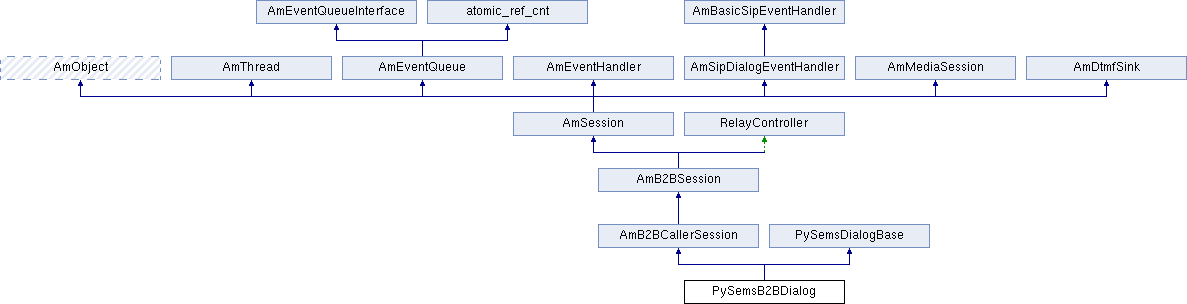 AmEventQueueInterface
atomic_ref_cnt
AmBasicSipEventHandler
AmObject
AmThread
AmEventQueue
AmEventHandler
AmSipDialogEventHandler
AmMediaSession
AmDtmfSink
AmSession
RelayController
AmB2BSession
AmB2BCallerSession
PySemsDialogBase
PySemsB2BDialog